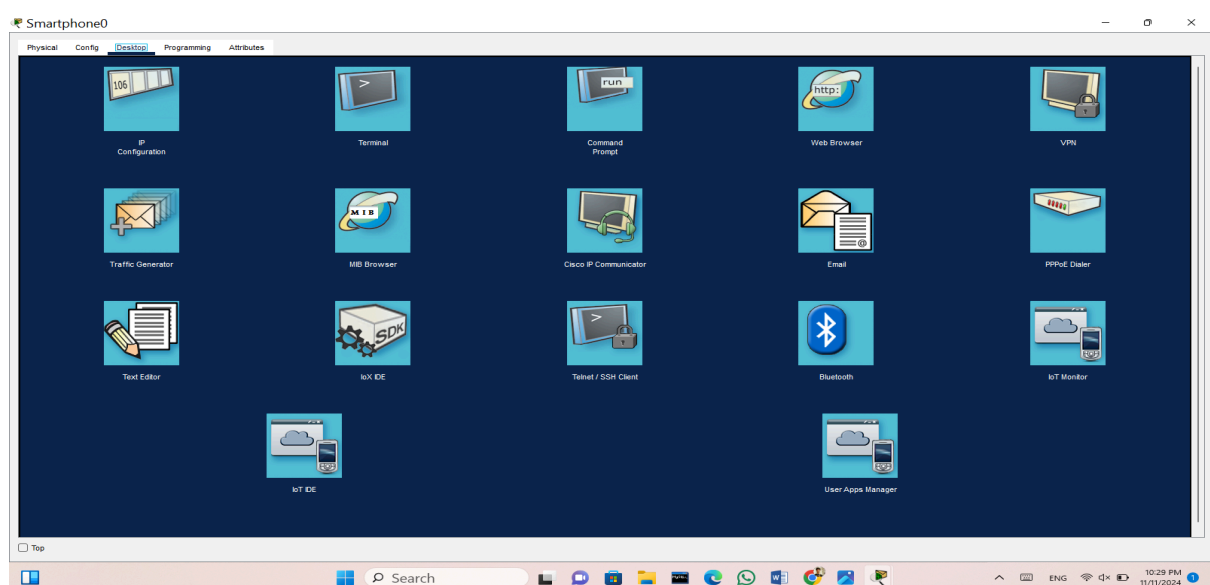 Smartphone0
Physical Config Desktop Programming Attributes
106
>
run
http:
IP
Configuration
Terminal
Command
Prompt
Web Browser
VPN
MIB
@
Traffic Generator
MIB Browser
Cisco IP Communicator
Email
PPPoE Dialer
SDK
>
Text Editor
IoX IDE
Telnet / SSH Client
Bluetooth
IoT Monitor
IoT IDE
User Apps Manager
Top
Search
ENG
10:29 PM
11/11/2024
1